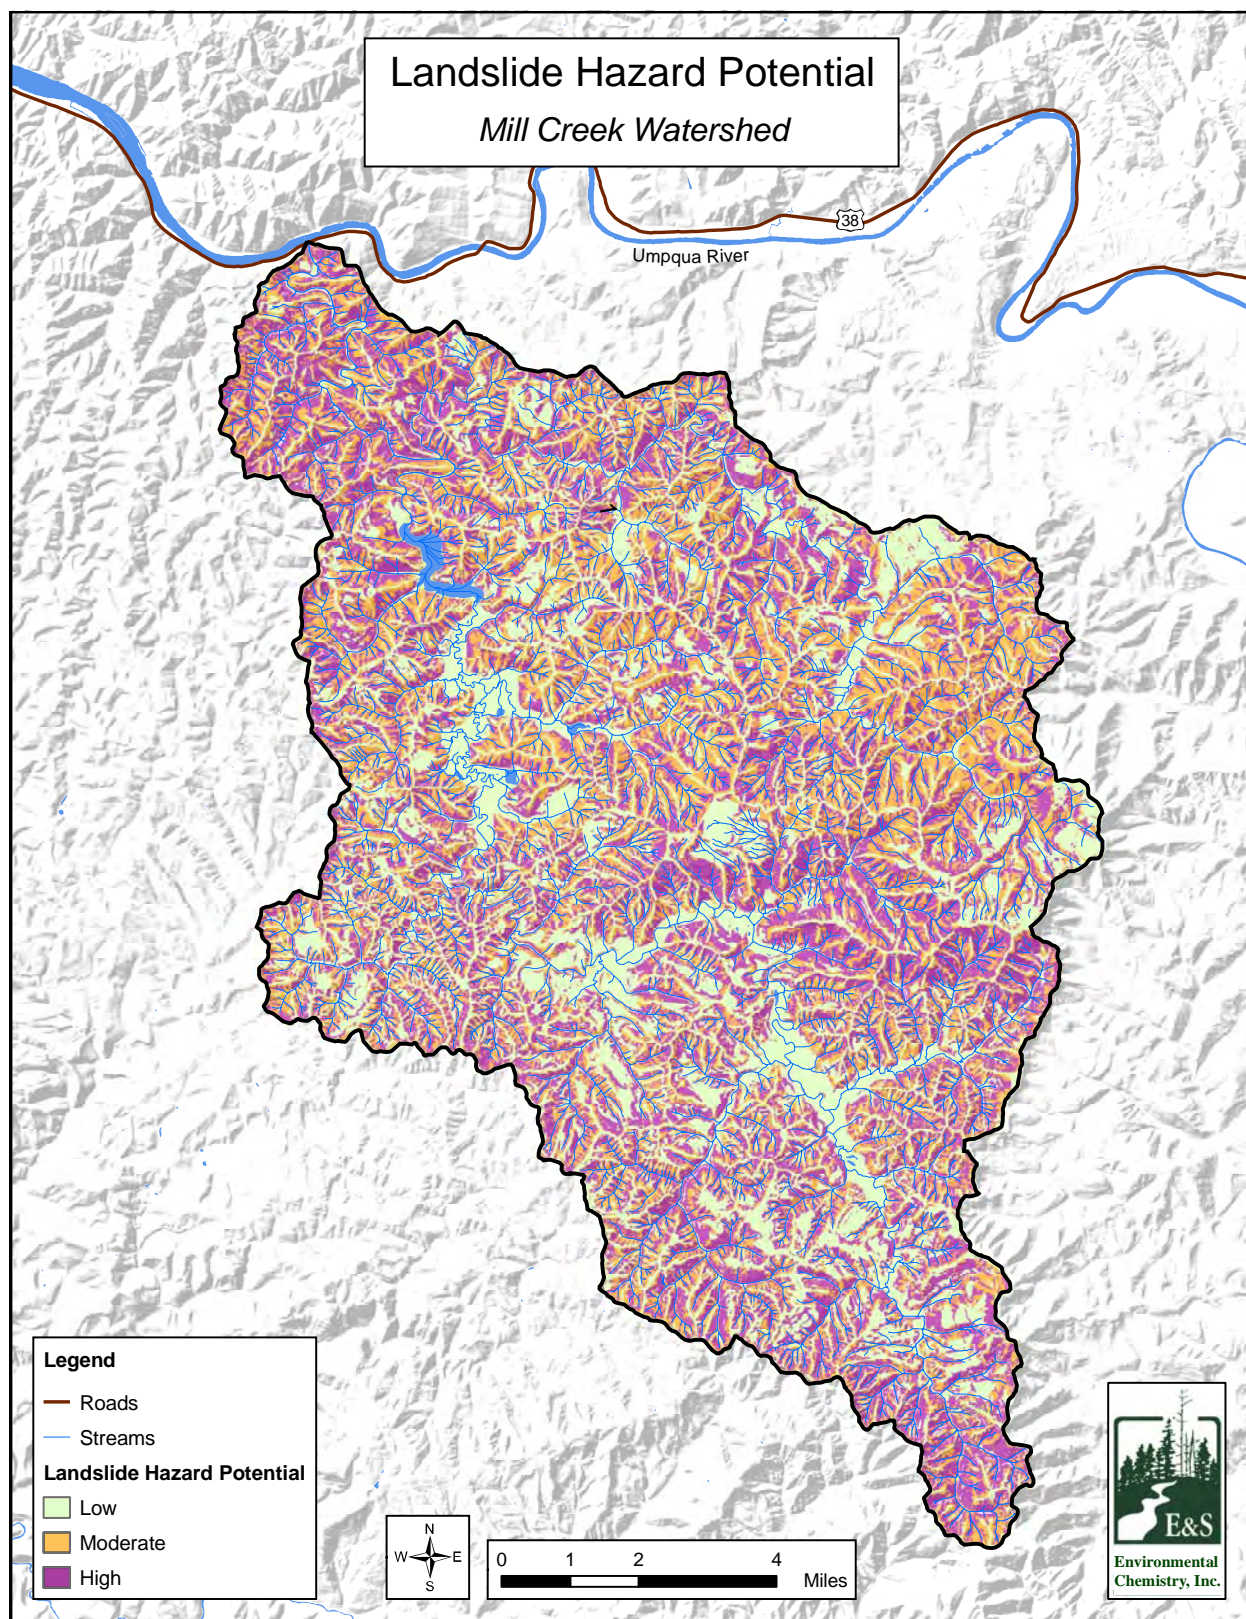 Landslide Hazard Potential
Mill Creek Watershed
38
Umpqua River
Legend
Roads
Streams
Landslide Hazard Potential
Low
Moderate
High
N
W E
S
0 1 2 4
Miles
E&S
Environmental
Chemistry, Inc.